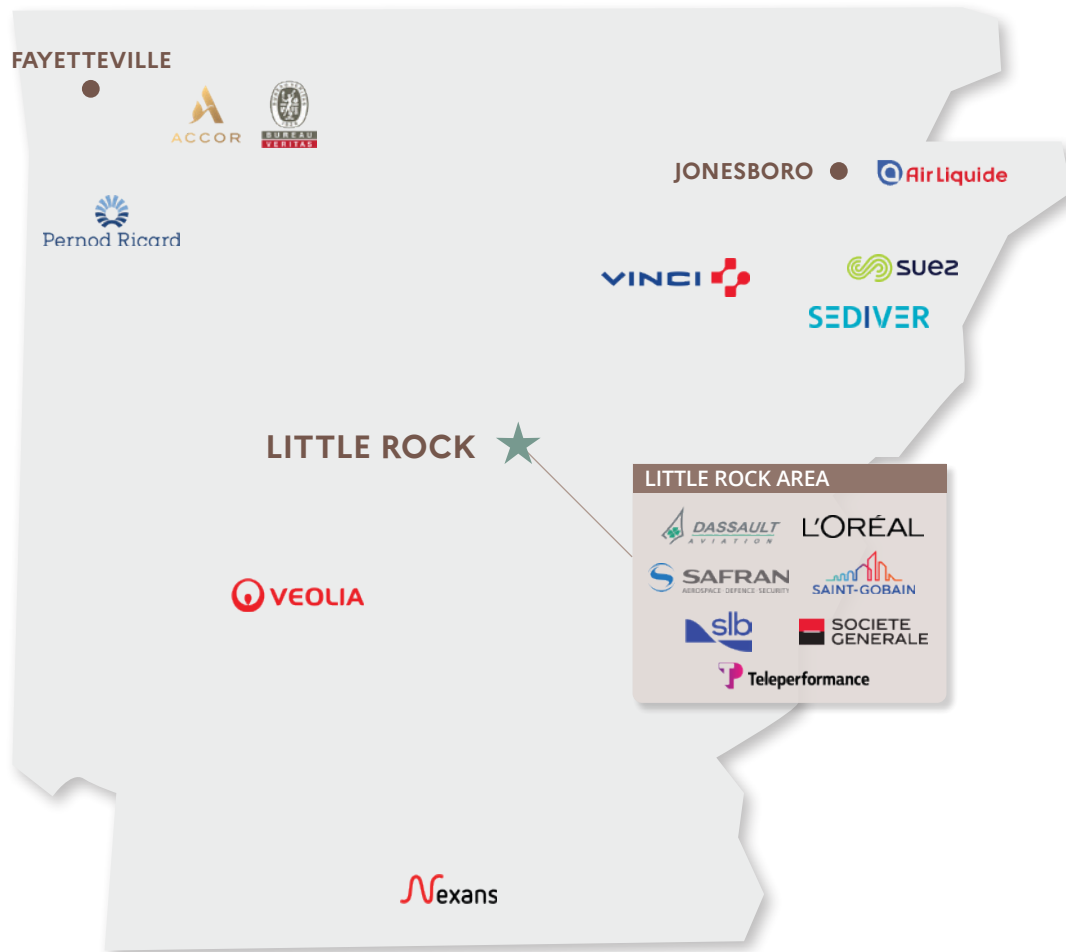 FAYETTEVILLE
ACCOR
BUREAU
VERITAS
JONESBORO
Air Liquide
Pernod Ricard
VINCI
suez
SEDIVER
LITTLE ROCK
LITTLE ROCK AREA
DASSAULT
AVIATION
L'ORÉAL
SAFRAN
AEROSPACE · DEFENCE · SECURITY
SAINT-GOBAIN
slb
SOCIETE
GENERALE
Teleperformance
VEOLIA
Nexans